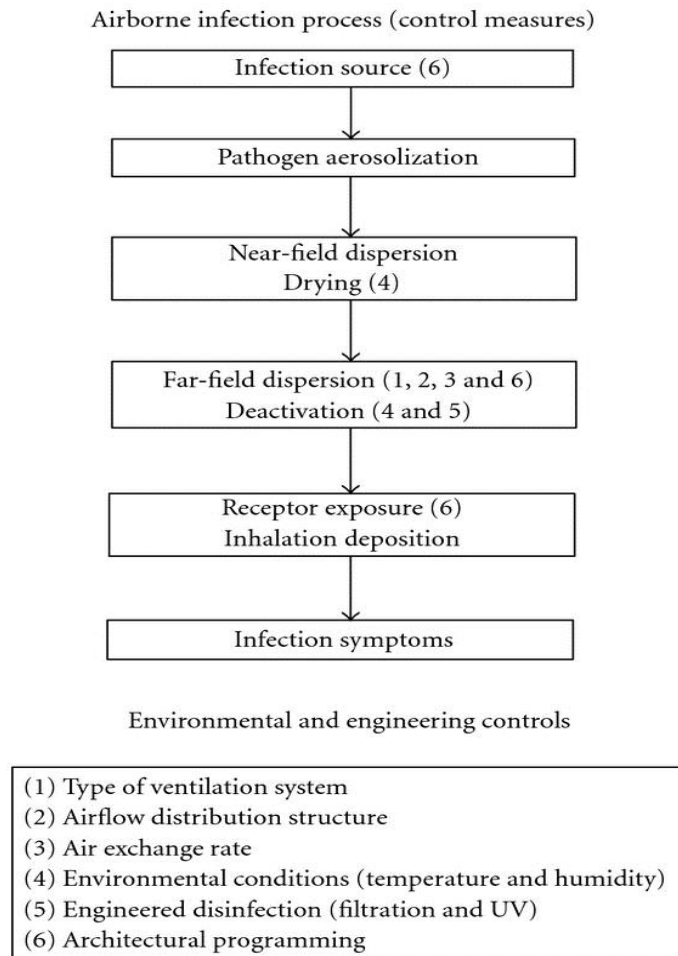 Airborne infection process (control measures)
Infection source (6)
Pathogen aerosolization
Near-field dispersion
Drying (4)
Far-field dispersion (1, 2, 3 and 6)
Deactivation (4 and 5)
Receptor exposure (6)
Inhalation deposition
Infection symptoms
Environmental and engineering controls
(1) Type of ventilation system
(2) Airflow distribution structure
(3) Air exchange rate
(4) Environmental conditions (temperature and humidity)
(5) Engineered disinfection (filtration and UV)
(6) Architectural programming